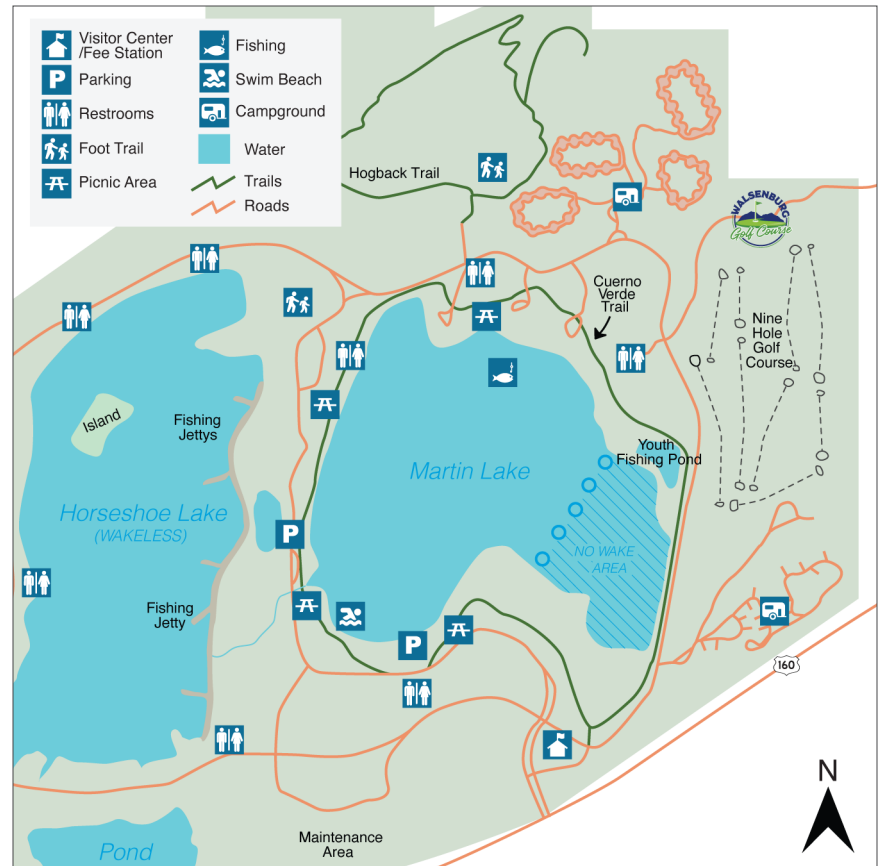 Visitor Center
/Fee Station
Parking
Restrooms
Foot Trail
Picnic Area
Fishing
Swim Beach
Campground
Water
Trails
Roads
Hogback Trail
WALSENBURG
Golf Course
Cuerno
Verde
Trail
Nine
Hole
Golf
Course
Island
Fishing
Jettys
Youth
Fishing Pond
Martin Lake
Horseshoe Lake
(WAKELESS)
P
NO WAKE
AREA
Fishing
Jetty
P
160
N
Maintenance
Area
Pond
P